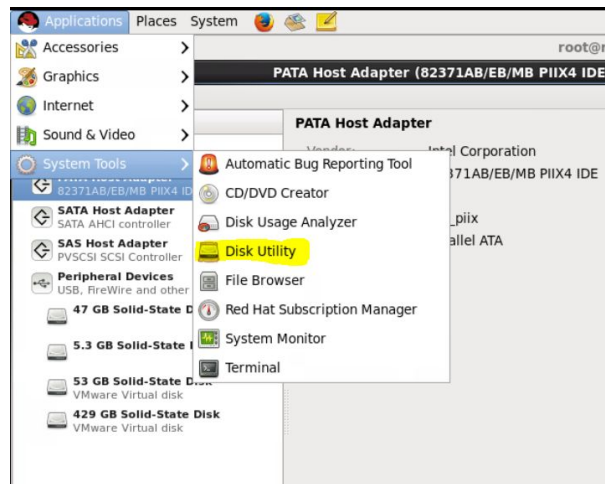 Applications Places System
Accessories
root@
Graphics
PATA Host Adapter (82371AB/EB/MB PIIX4 IDE
Internet
PATA Host Adapter
Sound & Video
Intel Corporation
System Tools
Automatic Bug Reporting Tool
371AB/EB/MB PIIX4 IDE
82371AB/EB/MB PIIX4 ID
CD/DVD Creator
SATA Host Adapter
SATA AHCI controller
Disk Usage Analyzer
_piix
SAS Host Adapter
PVSCSI SCSI Controller
Disk Utility
allel ATA
Peripheral Devices
USB, FireWire and other
File Browser
47 GB Solid-State D
Red Hat Subscription Manager
5.3 GB Solid-State
System Monitor
Terminal
53 GB Solid-State
VMware Virtual disk
429 GB Solid-State Disk
VMware Virtual disk